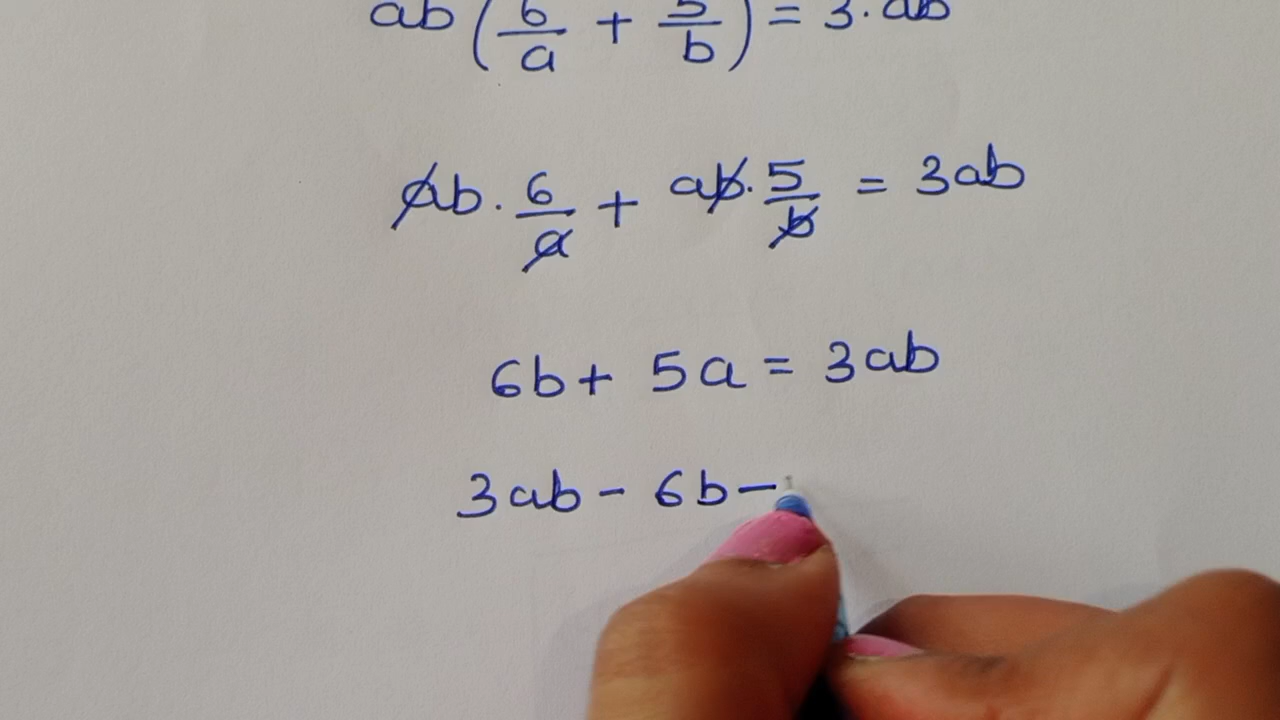 ab(6/a + 5/b) = 3·ab
ab · 6/a + ab · 5/b = 3ab
6b + 5a = 3ab
3ab - 6b -